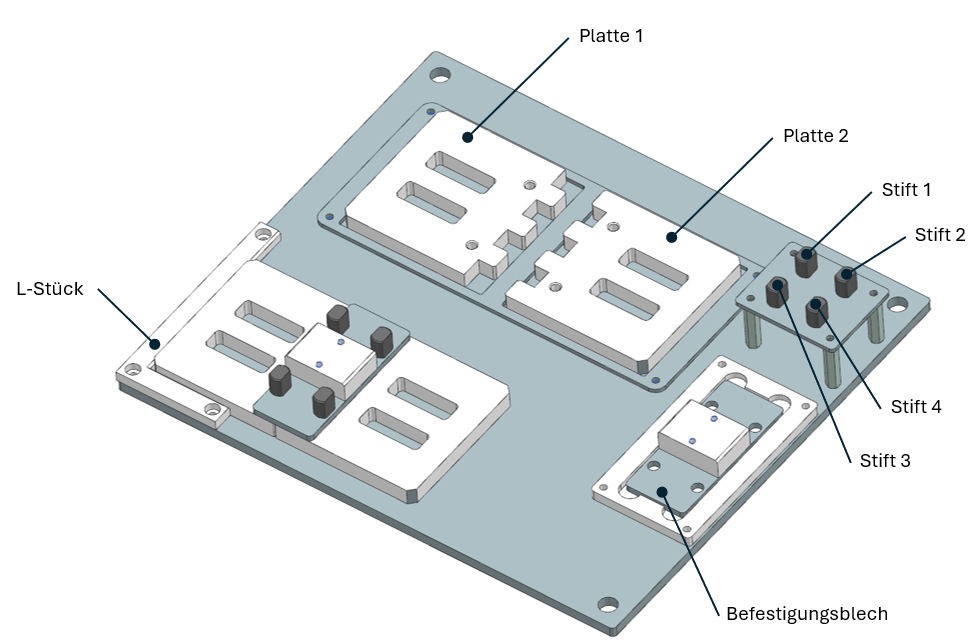 Platte 1
Platte 2
Stift 1
Stift 2
L-Stück
Stift 4
Stift 3
Befestigungsblech